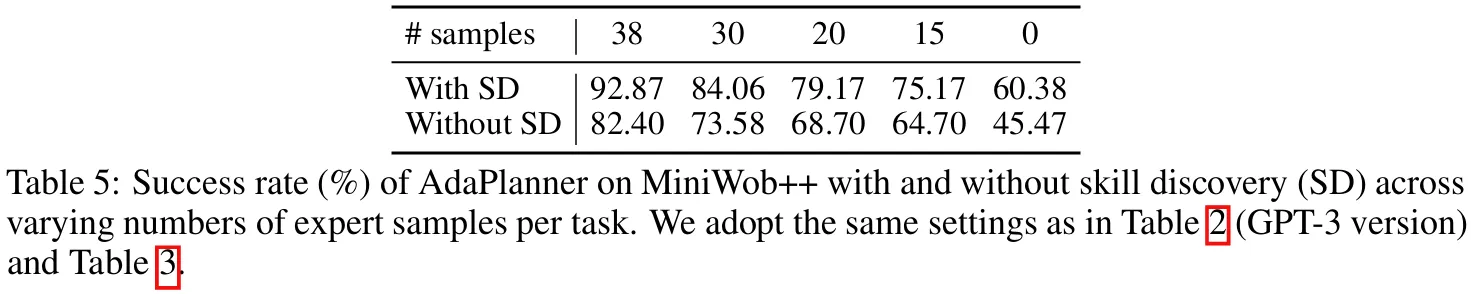 # samples 38 30 20 15 0
With SD 92.87 84.06 79.17 75.17 60.38
Without SD 82.40 73.58 68.70 64.70 45.47
Table 5: Success rate (%) of AdaPlanner on MiniWob++ with and without skill discovery (SD) across
varying numbers of expert samples per task. We adopt the same settings as in Table 2 (GPT-3 version)
and Table 3.